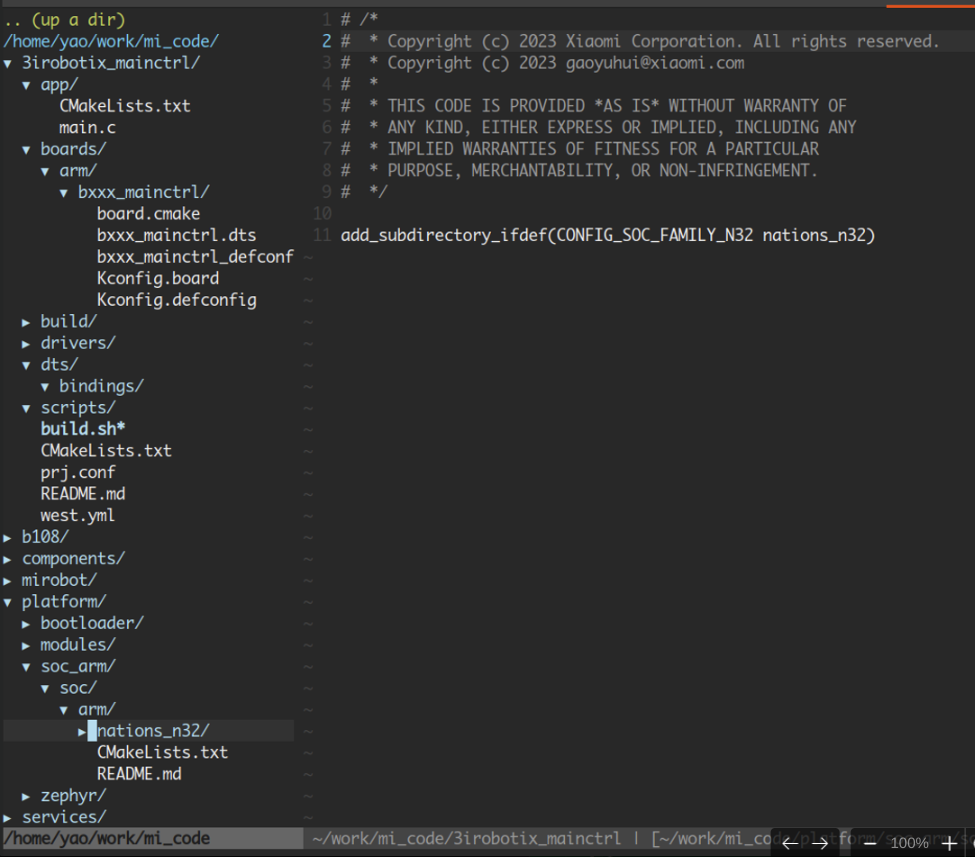 .. (up a dir)
/home/yao/work/mi_code/
▾ 3irobotix_mainctrl/
▾ app/
CMakeLists.txt
main.c
▾ boards/
▾ arm/
▾ bxxx_mainctrl/
board.cmake
bxxx_mainctrl.dts
bxxx_mainctrl_defconf
Kconfig.board
Kconfig.defconfig
▸ build/
▸ drivers/
▾ dts/
▾ bindings/
▾ scripts/
build.sh*
CMakeLists.txt
prj.conf
README.md
west.yml
▸ b108/
▸ components/
▸ mirobot/
▾ platform/
▸ bootloader/
▸ modules/
▾ soc_arm/
▾ soc/
▾ arm/
▸ nations_n32/
CMakeLists.txt
README.md
▸ zephyr/
▸ services/
/home/yao/work/mi_code
1 # /*
2 #  * Copyright (c) 2023 Xiaomi Corporation. All rights reserved.
3 #  * Copyright (c) 2023 gaoyuhui@xiaomi.com
4 #  *
5 #  * THIS CODE IS PROVIDED *AS IS* WITHOUT WARRANTY OF
6 #  * ANY KIND, EITHER EXPRESS OR IMPLIED, INCLUDING ANY
7 #  * IMPLIED WARRANTIES OF FITNESS FOR A PARTICULAR
8 #  * PURPOSE, MERCHANTABILITY, OR NON-INFRINGEMENT.
9 #  */
10
11 add_subdirectory_ifdef(CONFIG_SOC_FAMILY_N32 nations_n32)
~/work/mi_code/3irobotix_mainctrl | [~/work/mi_code/platform/soc_arm/so
← → − 100% +